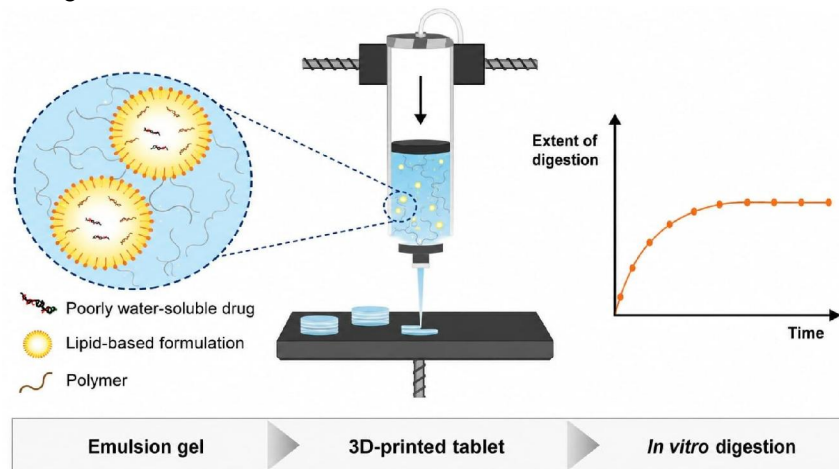 Extent of
digestion
Time
Poorly water-soluble drug
Lipid-based formulation
Polymer
Emulsion gel
3D-printed tablet
In vitro digestion